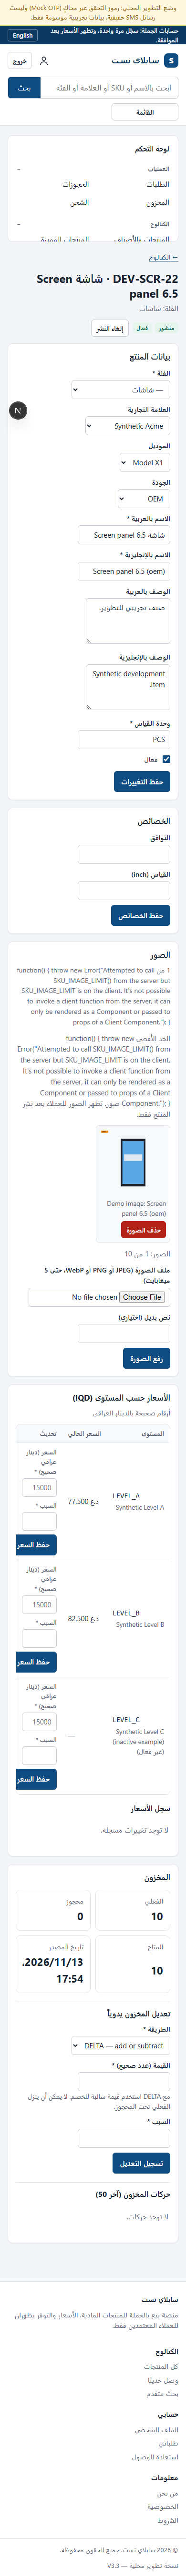 وضع التطوير المحلي: رموز التحقق عبر محاكٍ (Mock OTP) وليست رسائل SMS حقيقية. بيانات تجريبية موسومة فقط.
حسابات الجملة: سجّل مرة واحدة، وتظهر الأسعار بعد الموافقة.
English
سابلاي نست
S
خروج
ابحث بالاسم أو SKU أو العلامة أو الفئة
بحث
القائمة
لوحة التحكم
العمليات
الطلبات
الحجوزات
المخزون
الشحن
الكتالوج
المنتجات والأصناف
المنتجات والمميزة
← الكتالوج
DEV-SCR-22 · شاشة Screen panel 6.5
الفئة: شاشات
منشور
فعال
إلغاء النشر
بيانات المنتج
الفئة *
— شاشات
العلامة التجارية
Synthetic Acme
الموديل
Model X1
الجودة
OEM
الاسم بالعربية *
شاشة Screen panel 6.5
الاسم بالإنجليزية *
Screen panel 6.5 (oem)
الوصف بالعربية
صنف تجريبي للتطوير.
الوصف بالإنجليزية
Synthetic development item.
وحدة القياس *
PCS
فعال
حفظ التغييرات
الخصائص
التوافق
القياس (inch)
حفظ الخصائص
الصور
1 من function() { throw new Error("Attempted to call SKU_IMAGE_LIMIT() from the server but SKU_IMAGE_LIMIT is on the client. It's not possible to invoke a client function from the server, it can only be rendered as a Component or passed to props of a Client Component."); }
الحد الأقصى function() { throw new Error("Attempted to call SKU_IMAGE_LIMIT() from the server but SKU_IMAGE_LIMIT is on the client. It's not possible to invoke a client function from the server, it can only be rendered as a Component or passed to props of a Client Component."); } صور. تظهر الصور للعملاء بعد نشر المنتج فقط.
Demo image: Screen panel 6.5 (oem)
حذف الصورة
الصور: 1 من 10
ملف الصورة (JPEG أو PNG أو WebP، حتى 5 ميغابايت)
Choose File No file chosen
نص بديل (اختياري)
رفع الصورة
الأسعار حسب المستوى (IQD)
أرقام صحيحة بالدينار العراقي
المستوى
السعر الحالي
تحديث
LEVEL_A
Synthetic Level A
77,500 د.ع
السعر (دينار عراقي صحيح) *
15000
السبب *
حفظ السعر
LEVEL_B
Synthetic Level B
82,500 د.ع
السعر (دينار عراقي صحيح) *
15000
السبب *
حفظ السعر
LEVEL_C
Synthetic Level C (inactive example)
(غير فعال)
—
السعر (دينار عراقي صحيح) *
15000
السبب *
حفظ السعر
سجل الأسعار
لا توجد تغييرات مسجلة.
المخزون
الفعلي
10
محجوز
0
المتاح
10
تاريخ المصدر
2026/11/13، 17:54
تعديل المخزون يدوياً
الطريقة *
DELTA — add or subtract
القيمة (عدد صحيح) *
مع DELTA استخدم قيمة سالبة للخصم. لا يمكن أن ينزل الفعلي تحت المحجوز.
السبب *
تسجيل التعديل
حركات المخزون (آخر 50)
لا توجد حركات.
سابلاي نست
منصة بيع بالجملة للمنتجات المادية. الأسعار والتوفر يظهران للعملاء المعتمدين فقط.
الكتالوج
كل المنتجات
وصل حديثًا
بحث متقدم
حسابي
الملف الشخصي
طلباتي
استعادة الوصول
معلومات
من نحن
الخصوصية
الشروط
© 2026 سابلاي نست. جميع الحقوق محفوظة.
نسخة تطوير محلية — V3.3